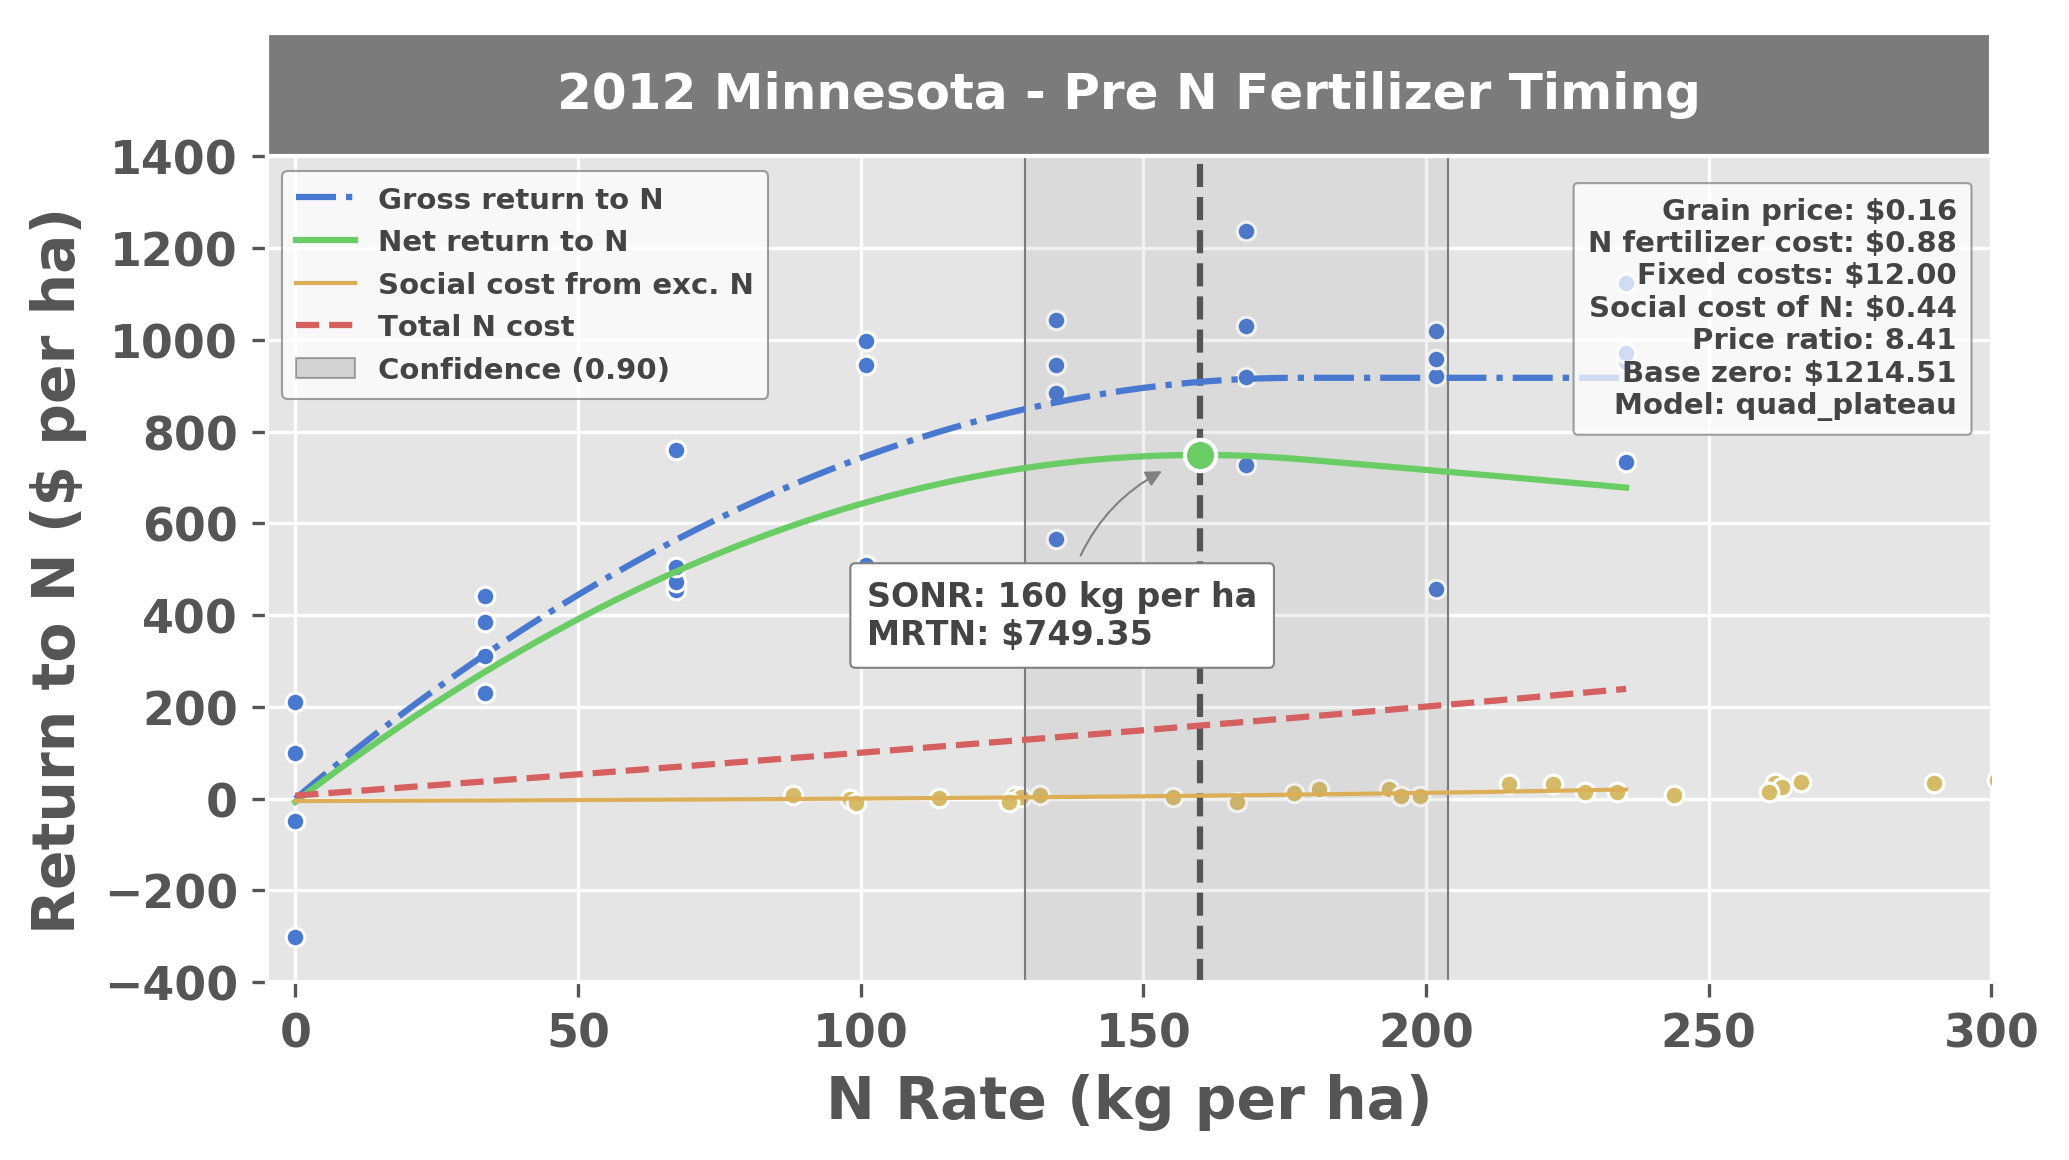 2012 Minnesota - Pre N Fertilizer Timing
Return to N ($ per ha)
1400
1200
1000
800
600
400
200
0
−200
−400
Gross return to N
Net return to N
Social cost from exc. N
Total N cost
Confidence (0.90)
Grain price: $0.16
N fertilizer cost: $0.88
Fixed costs: $12.00
Social cost of N: $0.44
Price ratio: 8.41
Base zero: $1214.51
Model: quad_plateau
SONR: 160 kg per ha
MRTN: $749.35
0 50 100 150 200 250 300
N Rate (kg per ha)